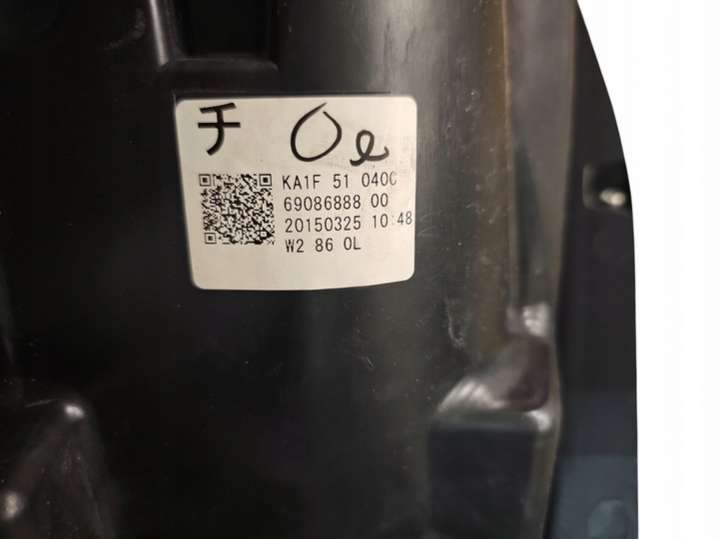 チ Oe
KA1F 51 040C
69086888 00
20150325 10:48
W2 86 0L